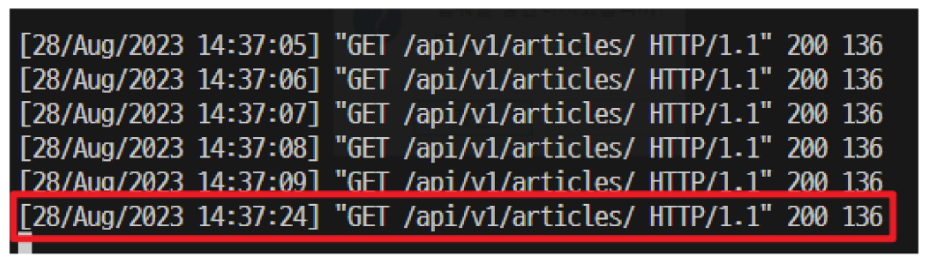 [28/Aug/2023 14:37:05] "GET /api/v1/articles/ HTTP/1.1" 200 136
[28/Aug/2023 14:37:06] "GET /api/v1/articles/ HTTP/1.1" 200 136
[28/Aug/2023 14:37:07] "GET /api/v1/articles/ HTTP/1.1" 200 136
[28/Aug/2023 14:37:08] "GET /api/v1/articles/ HTTP/1.1" 200 136
[28/Aug/2023 14:37:09] "GET /api/v1/articles/ HTTP/1.1" 200 136
[28/Aug/2023 14:37:24] "GET /api/v1/articles/ HTTP/1.1" 200 136